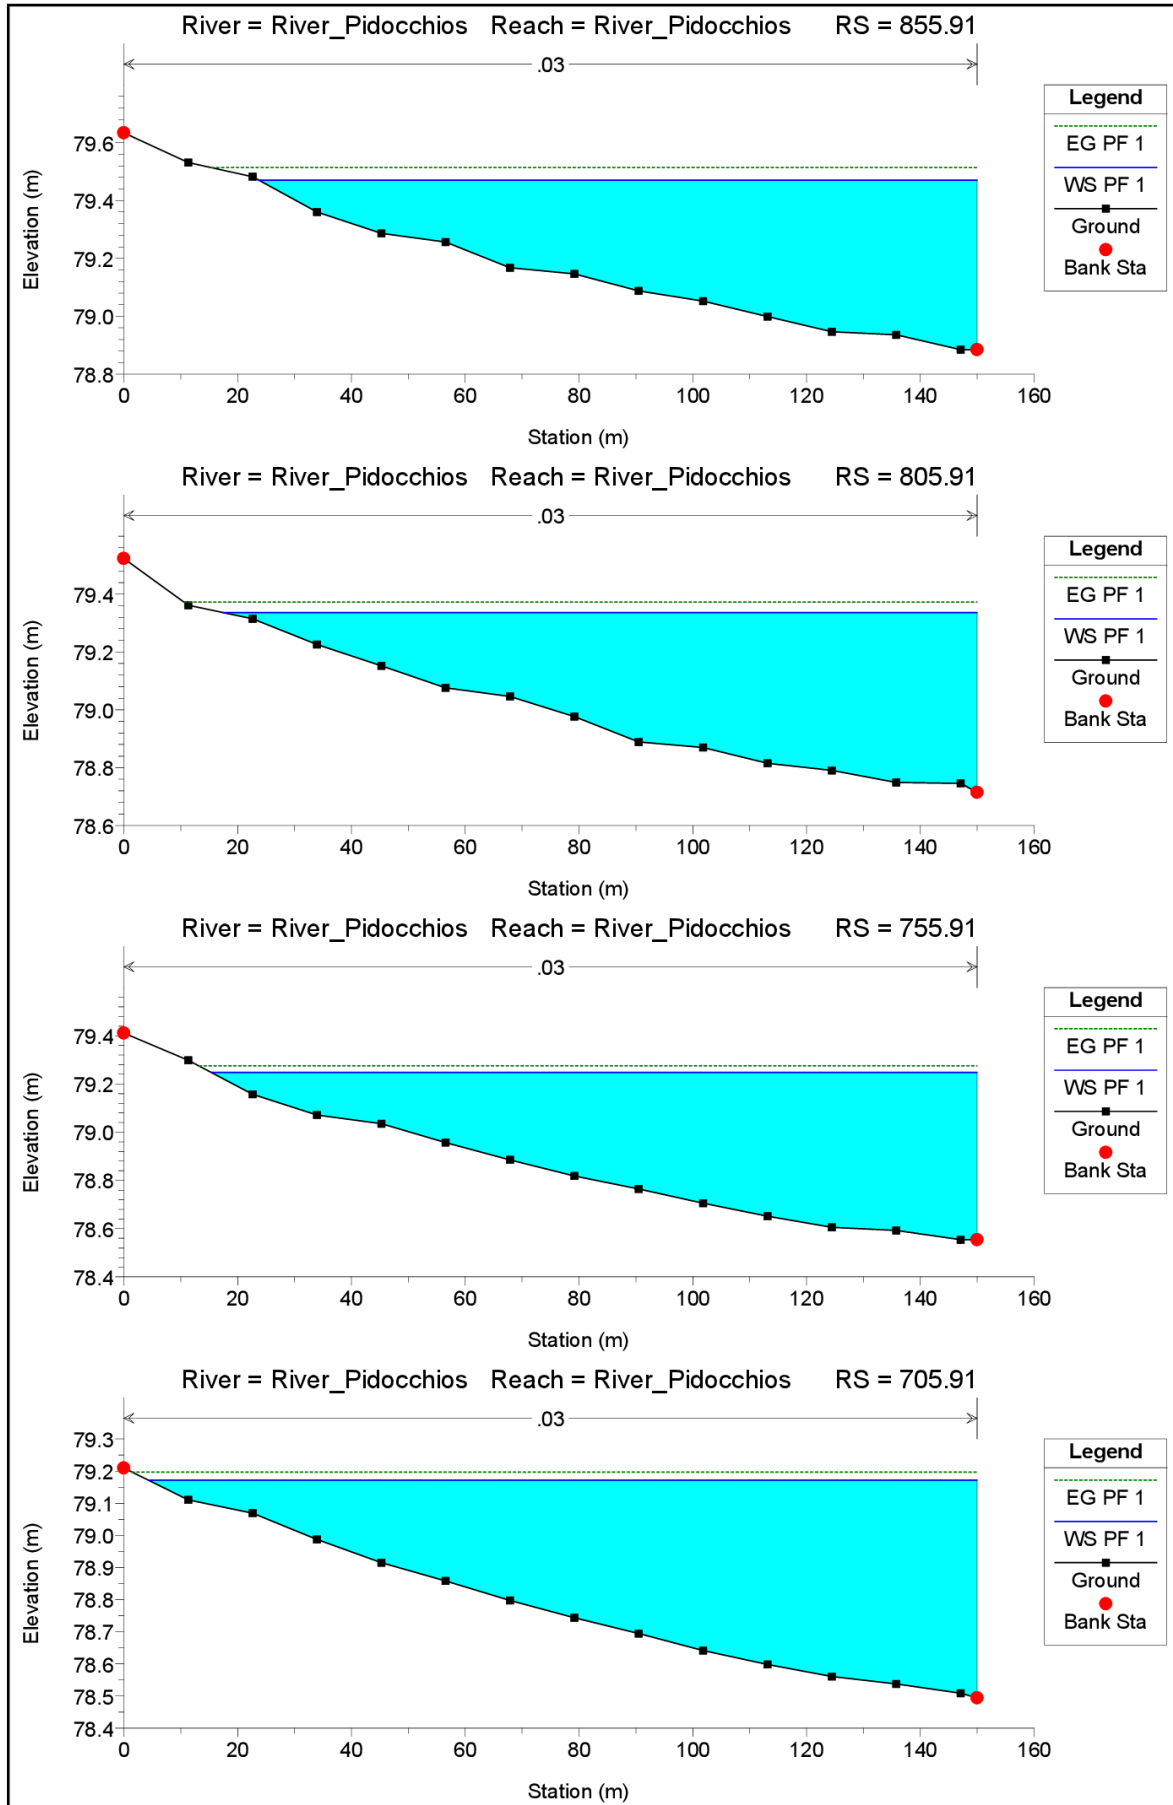 River = River_Pidocchios Reach = River_Pidocchios RS = 855.91
.03
Legend
EG PF 1
WS PF 1
Ground
Bank Sta
Elevation (m)
79.6
79.4
79.2
79.0
78.8
0 20 40 60 80 100 120 140 160
Station (m)
River = River_Pidocchios Reach = River_Pidocchios RS = 805.91
.03
Legend
EG PF 1
WS PF 1
Ground
Bank Sta
Elevation (m)
79.4
79.2
79.0
78.8
78.6
0 20 40 60 80 100 120 140 160
Station (m)
River = River_Pidocchios Reach = River_Pidocchios RS = 755.91
.03
Legend
EG PF 1
WS PF 1
Ground
Bank Sta
Elevation (m)
79.4
79.2
79.0
78.8
78.6
78.4
0 20 40 60 80 100 120 140 160
Station (m)
River = River_Pidocchios Reach = River_Pidocchios RS = 705.91
.03
Legend
EG PF 1
WS PF 1
Ground
Bank Sta
Elevation (m)
79.3
79.2
79.1
79.0
78.9
78.8
78.7
78.6
78.5
78.4
0 20 40 60 80 100 120 140 160
Station (m)